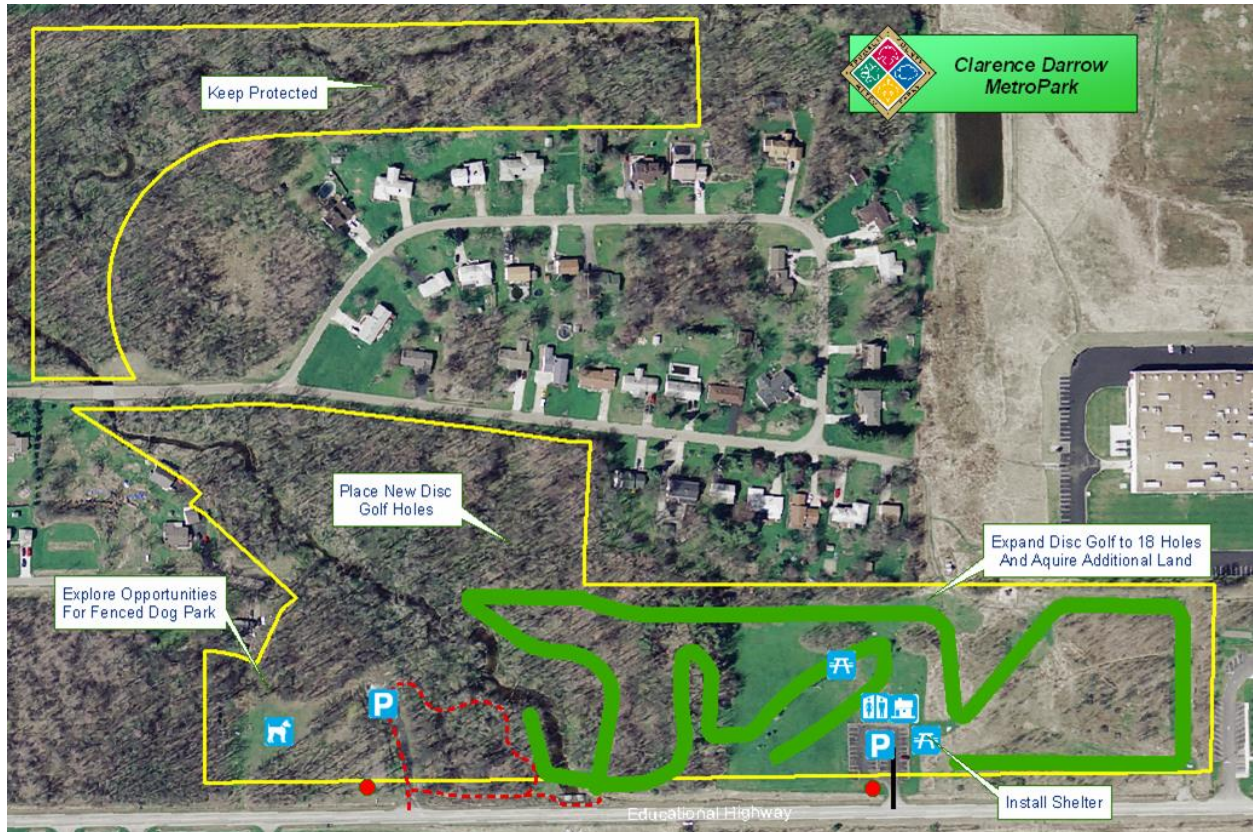 Clarence Darrow
MetroPark
Keep Protected
Place New Disc
Golf Holes
Expand Disc Golf to 18 Holes
And Aquire Additional Land
Explore Opportunities
For Fenced Dog Park
P
P
Install Shelter
Educational Highway